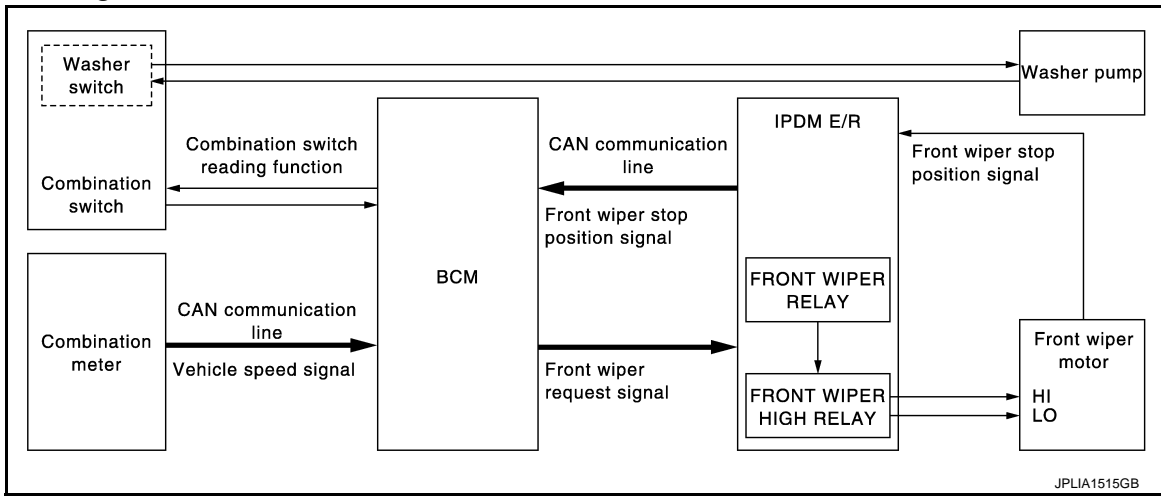 Washer
switch
Combination
switch
Combination switch
reading function
Combination
meter
CAN communication
line
Vehicle speed signal
BCM
CAN communication
line
Front wiper stop
position signal
Front wiper
request signal
IPDM E/R
FRONT WIPER
RELAY
FRONT WIPER
HIGH RELAY
Washer pump
Front wiper stop
position signal
Front wiper
motor
HI
LO
JPLIA1515GB